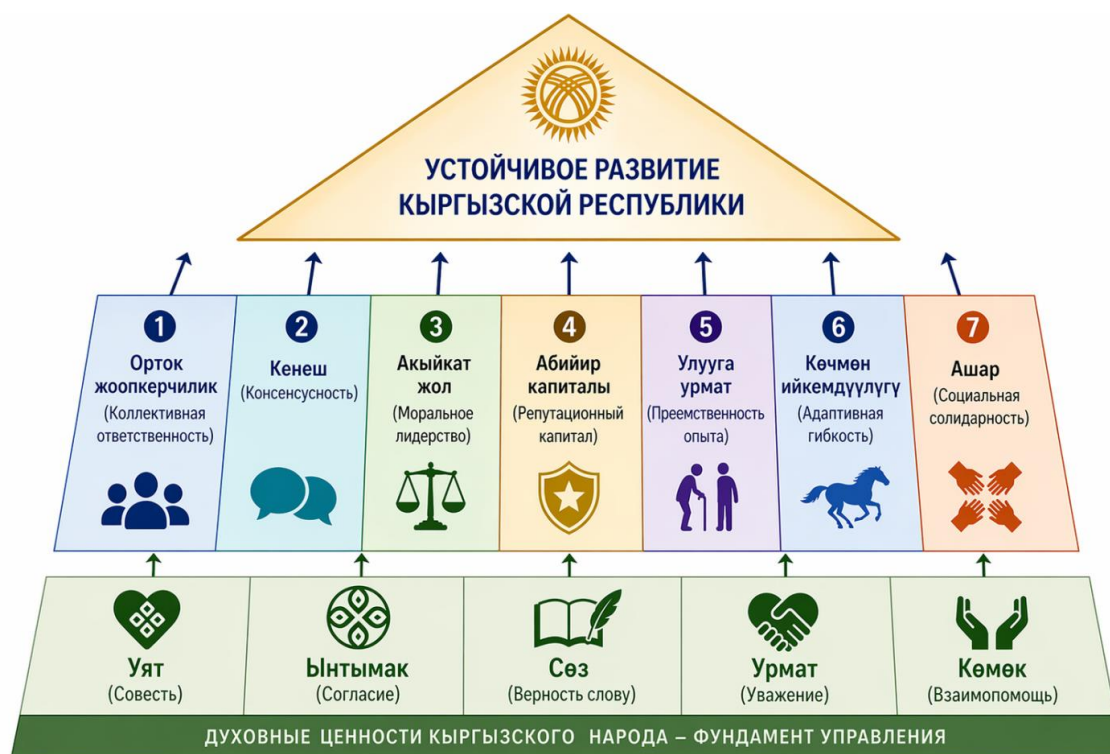 УСТОЙЧИВОЕ РАЗВИТИЕ
КЫРГЫЗСКОЙ РЕСПУБЛИКИ
1
Орток
жоопкерчилик
(Коллективная
ответственность)
2
Кенеш
(Консенсусность)
3
Акыйкат
жол
(Моральное
лидерство)
4
Абийир
капиталы
(Репутационный
капитал)
5
Улууга
урмат
(Преемственность
опыта)
6
Көчмөн
ийкемдүүлүгү
(Адаптивная
гибкость)
7
Ашар
(Социальная
солидарность)
Уят
(Совесть)
Ынтымак
(Согласие)
Сөз
(Верность слову)
Урмат
(Уважение)
Көмөк
(Взаимопомощь)
ДУХОВНЫЕ ЦЕННОСТИ КЫРГЫЗСКОГО НАРОДА – ФУНДАМЕНТ УПРАВЛЕНИЯ